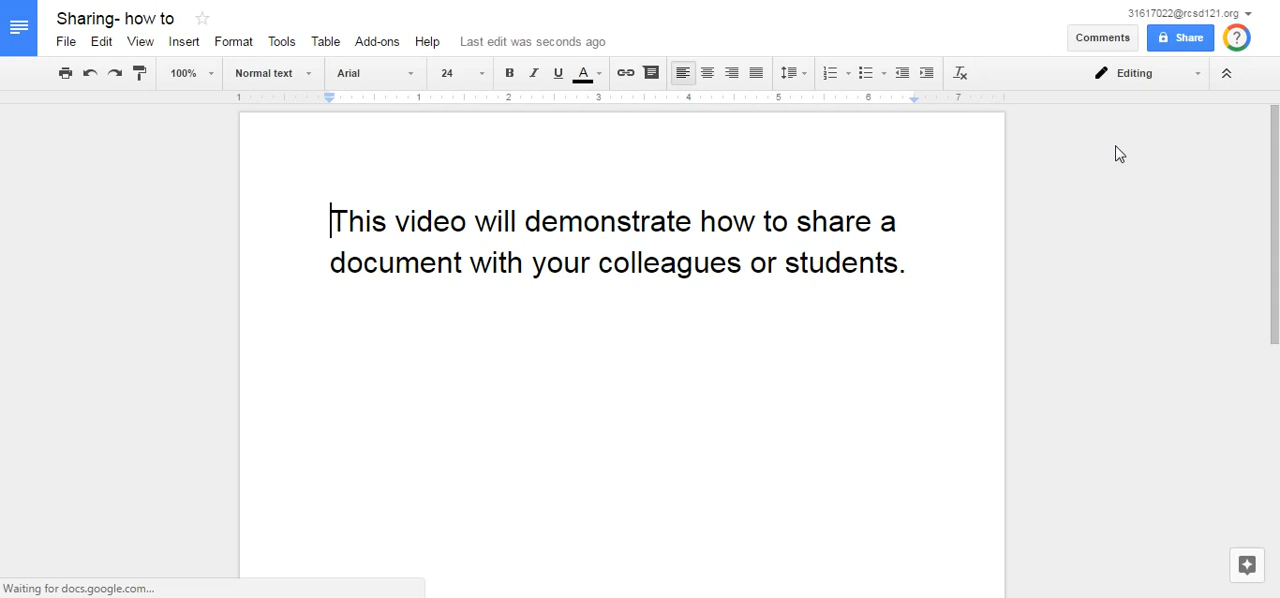 Sharing- how to
31617022@rcsd121.org
File Edit View Insert Format Tools Table Add-ons Help Last edit was seconds ago
Comments Share ?
100% Normal text Arial 24 B I U A Editing
1 1 2 3 4 5 6 7
This video will demonstrate how to share a
document with your colleagues or students.
Waiting for docs.google.com...